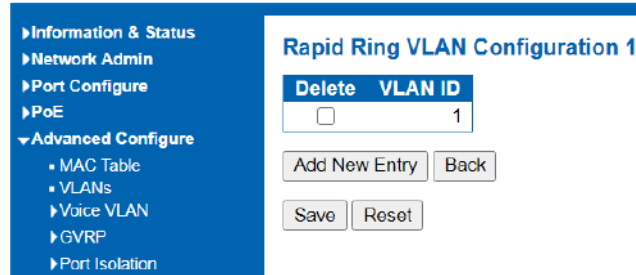 Information & Status
Network Admin
Port Configure
PoE
Advanced Configure
MAC Table
VLANs
Voice VLAN
GVRP
Port Isolation
Rapid Ring VLAN Configuration 1
Delete VLAN ID
1
Add New Entry Back
Save Reset